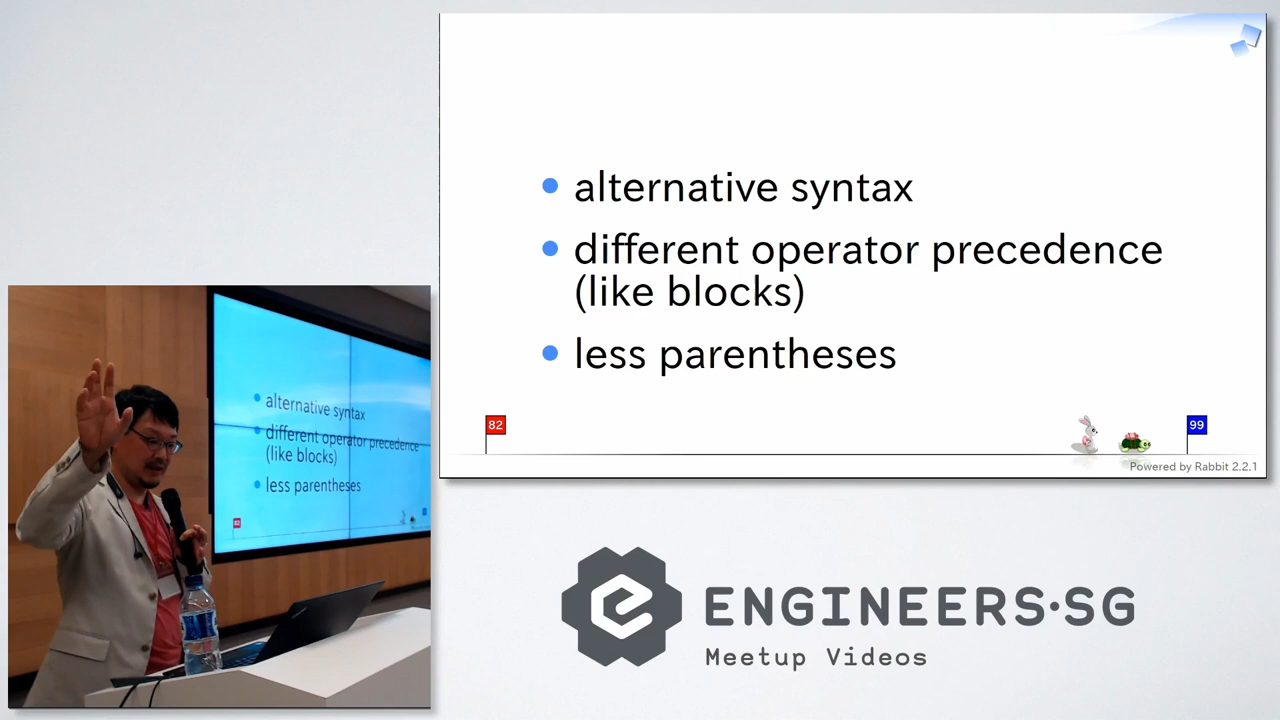 alternative syntax
different operator precedence
(like blocks)
less parentheses
82
99
Powered by Rabbit 2.2.1
alternative syntax
different operator precedence
(like blocks)
less parentheses
82
ENGINEERS·SG
Meetup Videos